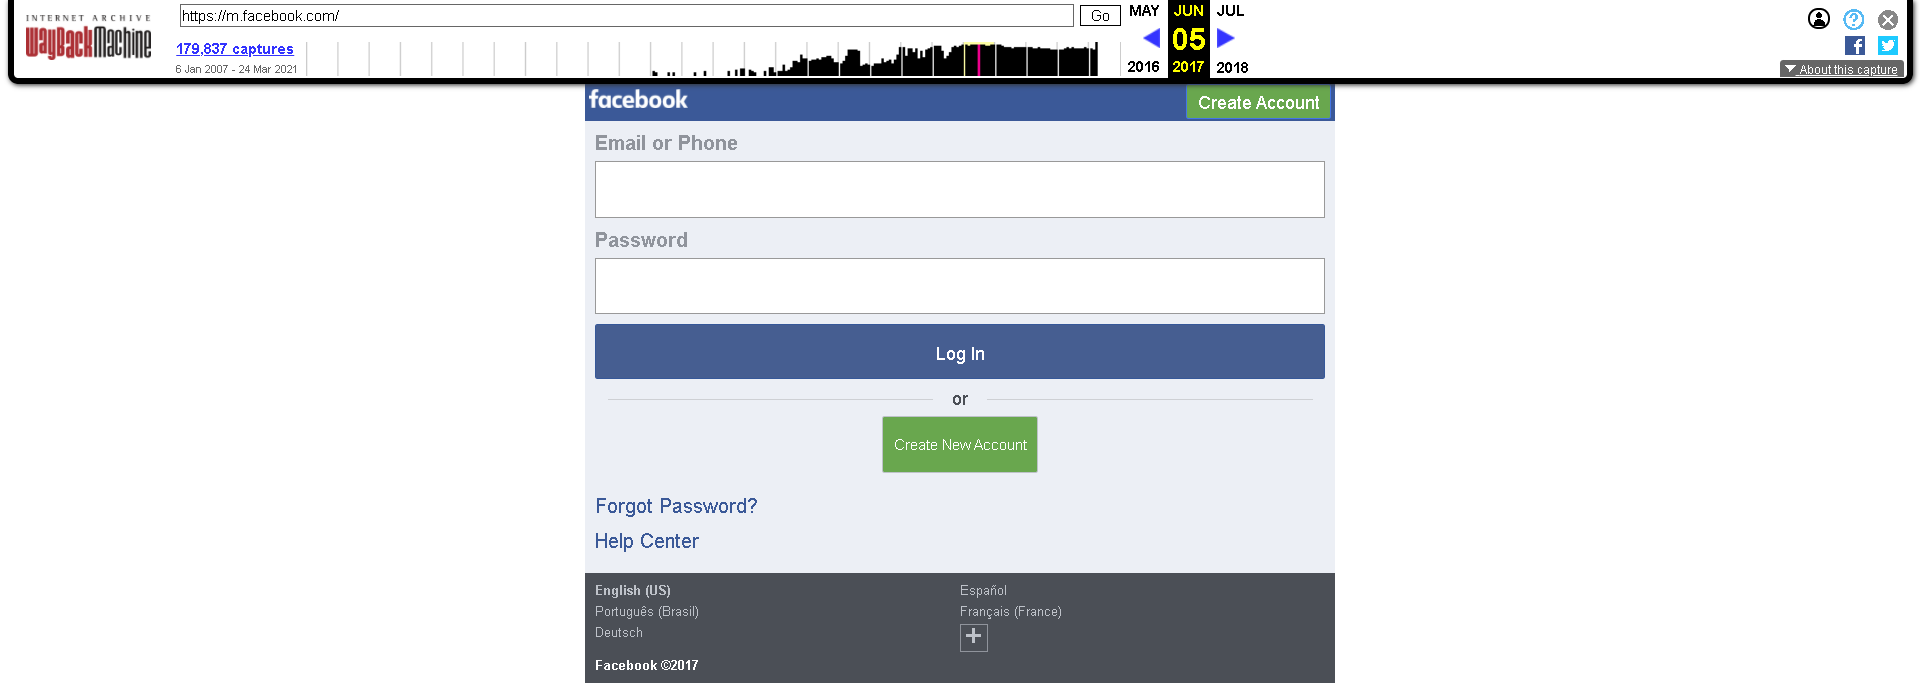 INTERNET ARCHIVE
WayBackMachine
https://m.facebook.com/
Go
179,837 captures
6 Jan 2007 - 24 Mar 2021
MAY JUN JUL
05
2016 2017 2018
About this capture
facebook
Create Account
Email or Phone
Password
Log In
or
Create New Account
Forgot Password?
Help Center
English (US)
Español
Português (Brasil)
Français (France)
Deutsch
Facebook ©2017